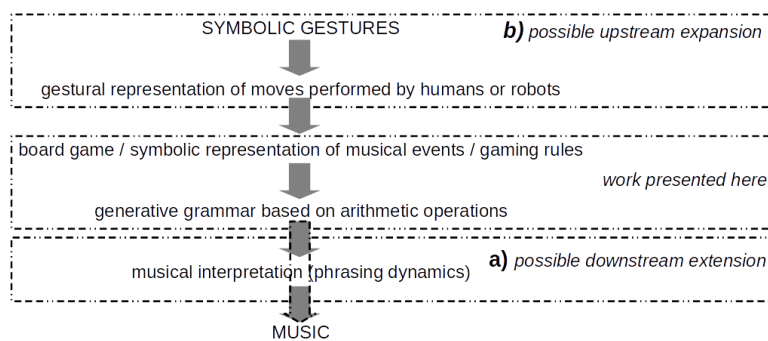 SYMBOLIC GESTURES
b) possible upstream expansion
gestural representation of moves performed by humans or robots
board game / symbolic representation of musical events / gaming rules
work presented here
generative grammar based on arithmetic operations
a) possible downstream extension
musical interpretation (phrasing dynamics)
MUSIC